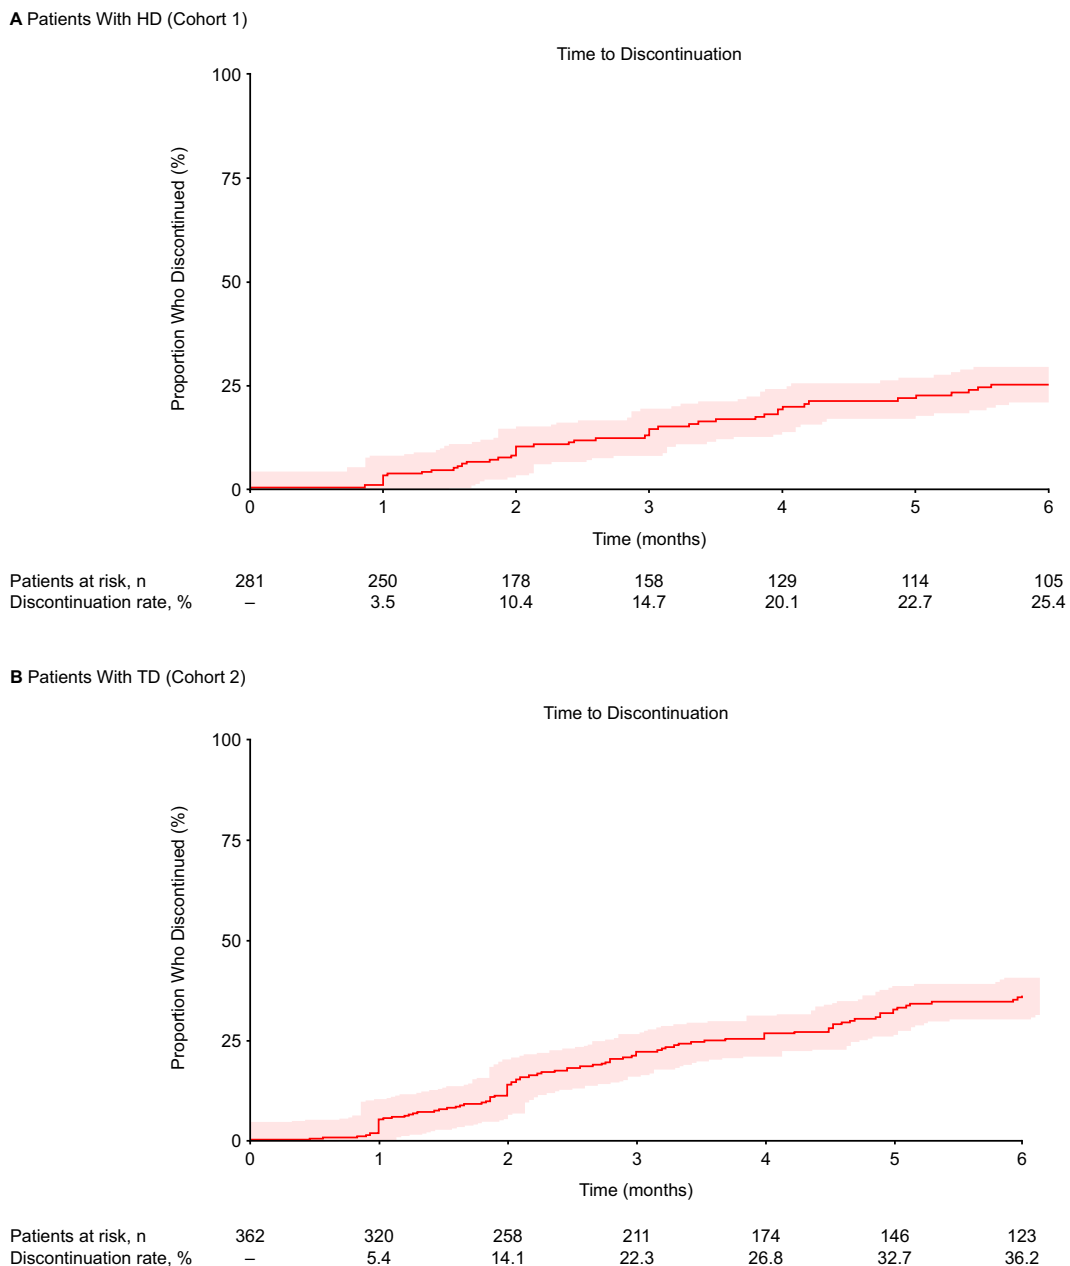 A Patients With HD (Cohort 1)
Time to Discontinuation
Proportion Who Discontinued (%)
100
75
50
25
0
0 1 2 3 4 5 6
Time (months)
Patients at risk, n 281 250 178 158 129 114 105
Discontinuation rate, % – 3.5 10.4 14.7 20.1 22.7 25.4
B Patients With TD (Cohort 2)
Time to Discontinuation
Proportion Who Discontinued (%)
100
75
50
25
0
0 1 2 3 4 5 6
Time (months)
Patients at risk, n 362 320 258 211 174 146 123
Discontinuation rate, % – 5.4 14.1 22.3 26.8 32.7 36.2